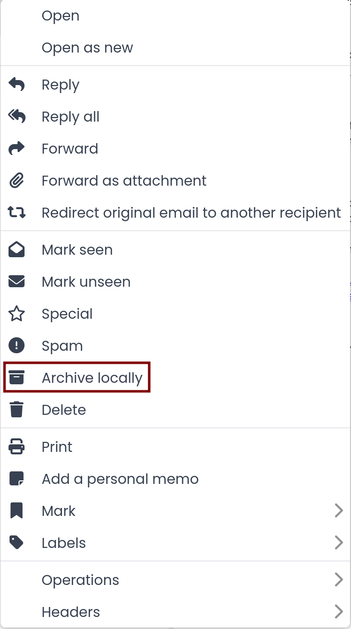 Open
Open as new
Reply
Reply all
Forward
Forward as attachment
Redirect original email to another recipient
Mark seen
Mark unseen
Special
Spam
Archive locally
Delete
Print
Add a personal memo
Mark
Labels
Operations
Headers